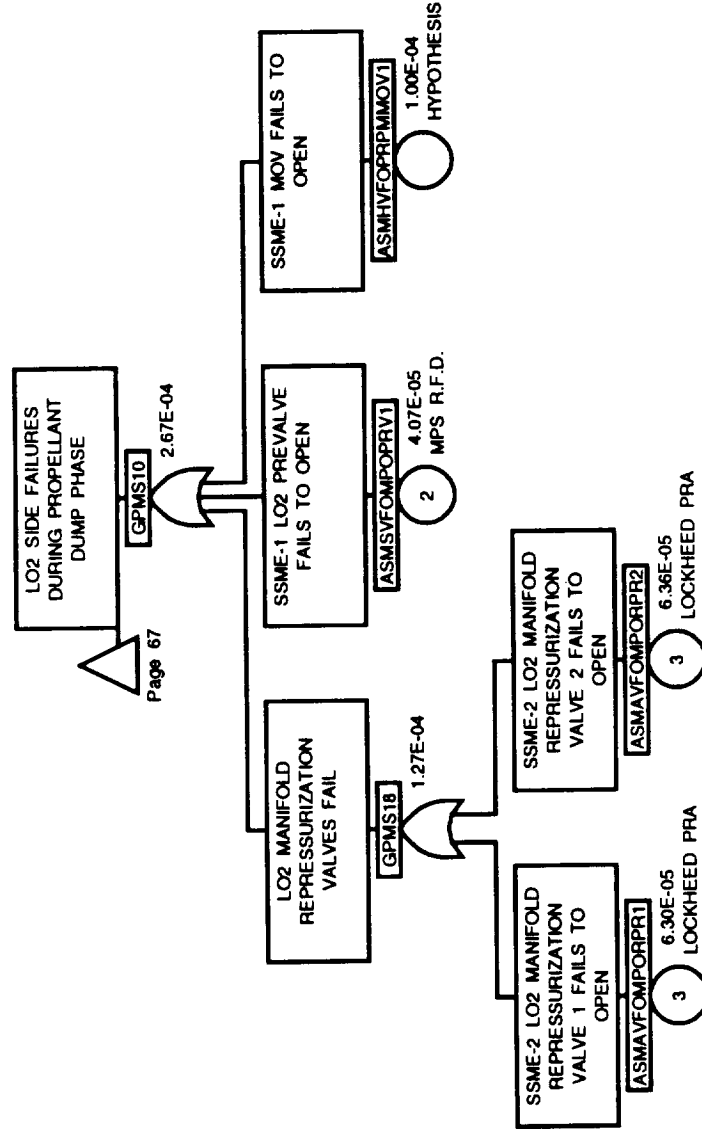 LO2 SIDE FAILURES
DURING PROPELLANT
DUMP PHASE
Page 67
GPMS10
2.67E-04
LO2 MANIFOLD
REPRESSURIZATION
VALVES FAIL
GPMS18
1.27E-04
SSME-1 LO2 PREVALVE
FAILS TO OPEN
ASMSVFOMPOPRV1
4.07E-05
2
MPS R.F.D.
SSME-1 MOV FAILS TO
OPEN
ASMHVFOPRPMMOV1
1.00E-04
HYPOTHESIS
SSME-2 LO2 MANIFOLD
REPRESSURIZATION
VALVE 1 FAILS TO
OPEN
ASMAVFOMPORPR1
6.30E-05
3
LOCKHEED PRA
SSME-2 LO2 MANIFOLD
REPRESSURIZATION
VALVE 2 FAILS TO
OPEN
ASMAVFOMPORPR2
6.36E-05
3
LOCKHEED PRA